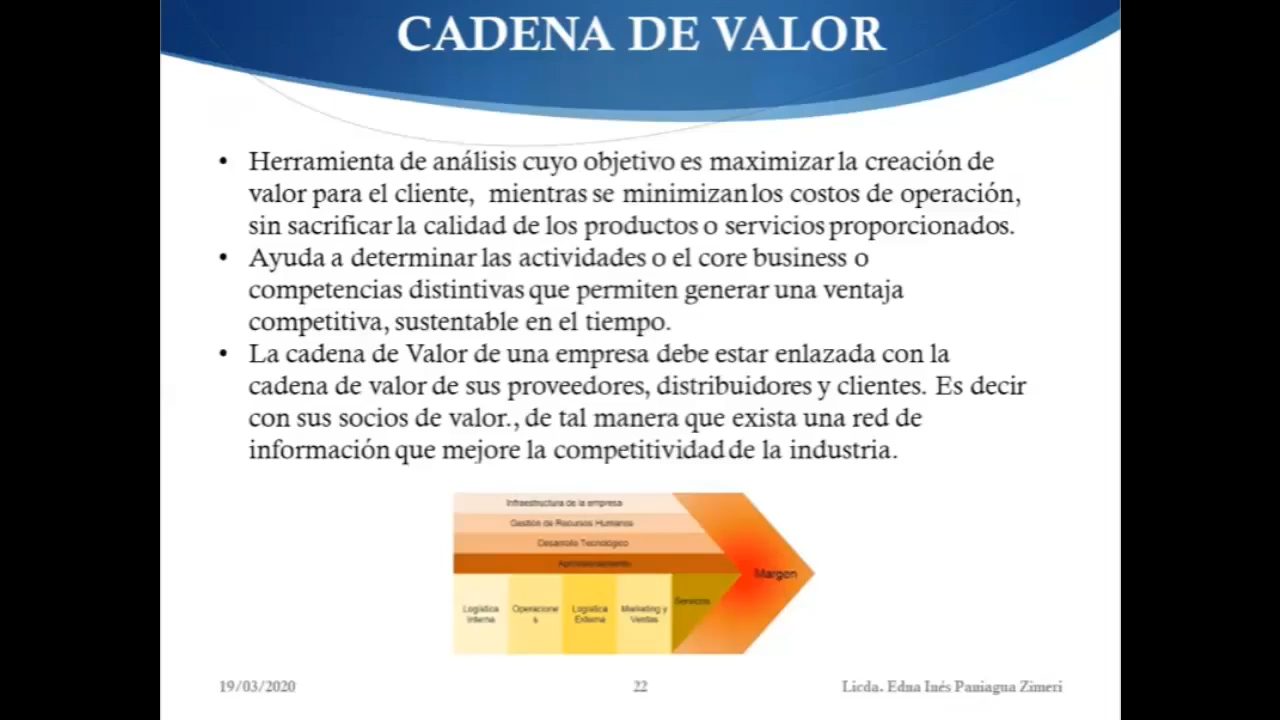 CADENA DE VALOR
• Herramienta de análisis cuyo objetivo es maximizar la creación de
valor para el cliente, mientras se minimizan los costos de operación,
sin sacrificar la calidad de los productos o servicios proporcionados.
• Ayuda a determinar las actividades o el core business o
competencias distintivas que permiten generar una ventaja
competitiva, sustentable en el tiempo.
• La cadena de Valor de una empresa debe estar enlazada con la
cadena de valor de sus proveedores, distribuidores y clientes. Es decir
con sus socios de valor., de tal manera que exista una red de
información que mejore la competitividad de la industria.
Infraestructura de la empresa
Gestión de Recursos Humanos
Desarrollo Tecnológico
Aprovisionamiento
Logística
Interna
Operacione
s
Logística
Externa
Marketing y
Ventas
Servicios
Margen
19/03/2020
22
Licda. Edna Inés Paniagua Zimeri